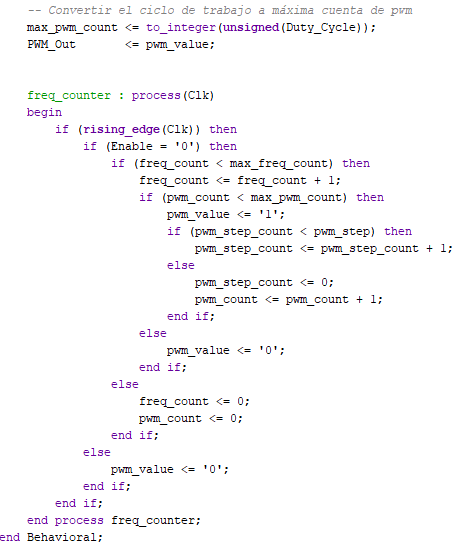 -- Convertir el ciclo de trabajo a máxima cuenta de pwm
max_pwm_count <= to_integer(unsigned(Duty_Cycle));
PWM_Out <= pwm_value;
freq_counter : process(Clk)
begin
if (rising_edge(Clk)) then
if (Enable = '0') then
if (freq_count < max_freq_count) then
freq_count <= freq_count + 1;
if (pwm_count < max_pwm_count) then
pwm_value <= '1';
if (pwm_step_count < pwm_step) then
pwm_step_count <= pwm_step_count + 1;
else
pwm_step_count <= 0;
pwm_count <= pwm_count + 1;
end if;
else
pwm_value <= '0';
end if;
else
freq_count <= 0;
pwm_count <= 0;
end if;
else
pwm_value <= '0';
end if;
end if;
end process freq_counter;
end Behavioral;